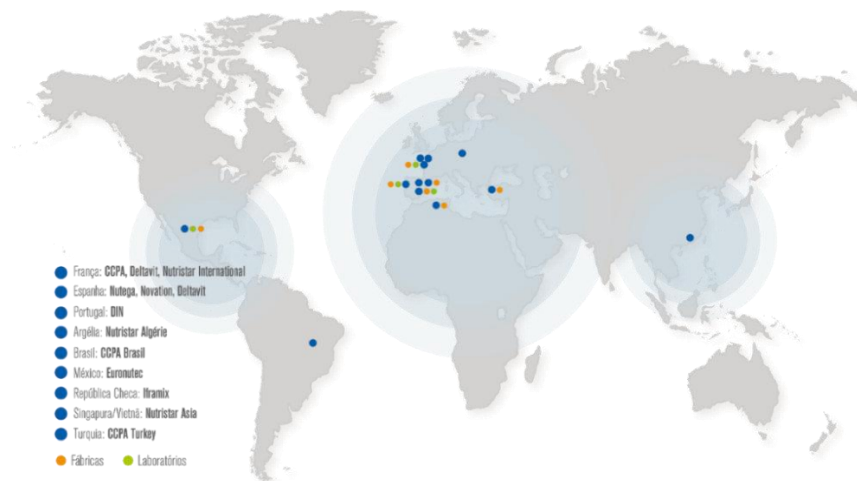 França: CCPA, Deltavit, Nutristar International
Espanha: Nutega, Novation, Deltavit
Portugal: DIN
Argélia: Nutristar Algérie
Brasil: CCPA Brasil
México: Euronutec
República Checa: Iframix
Singapura/Vietnã: Nutristar Asia
Turquia: CCPA Turkey
Fábricas Laboratórios